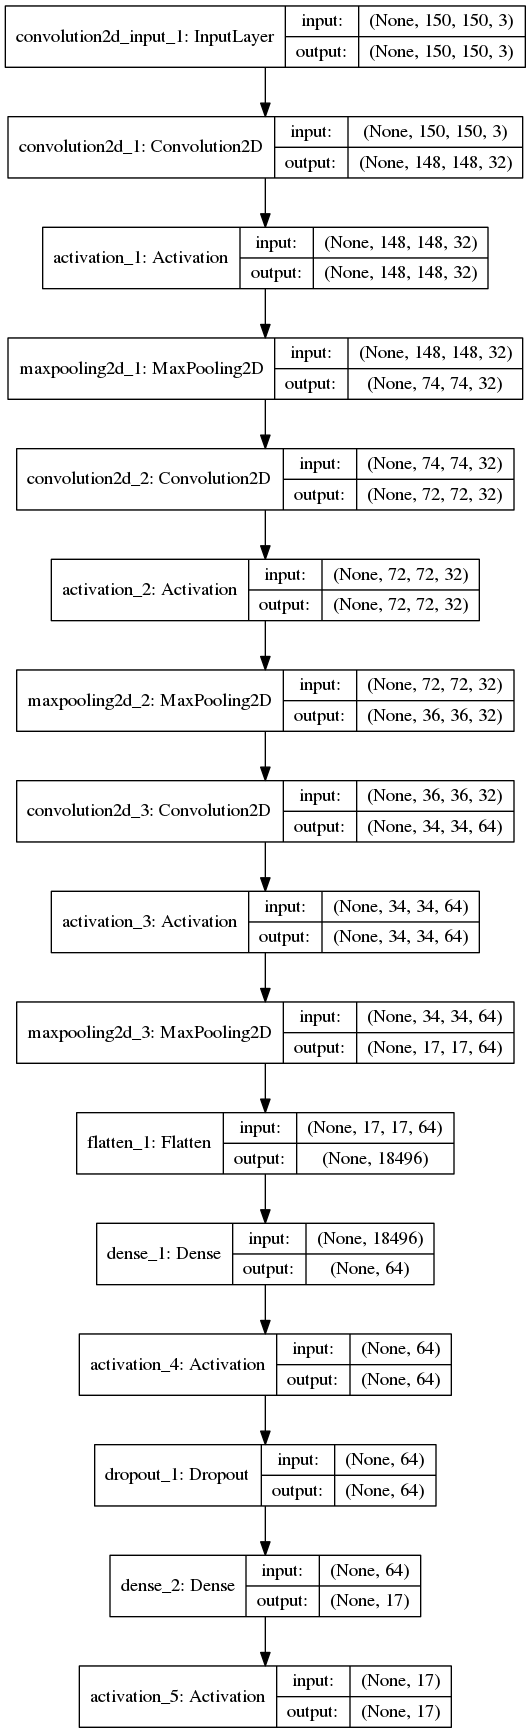 convolution2d_input_1: InputLayer
input: (None, 150, 150, 3)
output: (None, 150, 150, 3)
convolution2d_1: Convolution2D
input: (None, 150, 150, 3)
output: (None, 148, 148, 32)
activation_1: Activation
input: (None, 148, 148, 32)
output: (None, 148, 148, 32)
maxpooling2d_1: MaxPooling2D
input: (None, 148, 148, 32)
output: (None, 74, 74, 32)
convolution2d_2: Convolution2D
input: (None, 74, 74, 32)
output: (None, 72, 72, 32)
activation_2: Activation
input: (None, 72, 72, 32)
output: (None, 72, 72, 32)
maxpooling2d_2: MaxPooling2D
input: (None, 72, 72, 32)
output: (None, 36, 36, 32)
convolution2d_3: Convolution2D
input: (None, 36, 36, 32)
output: (None, 34, 34, 64)
activation_3: Activation
input: (None, 34, 34, 64)
output: (None, 34, 34, 64)
maxpooling2d_3: MaxPooling2D
input: (None, 34, 34, 64)
output: (None, 17, 17, 64)
flatten_1: Flatten
input: (None, 17, 17, 64)
output: (None, 18496)
dense_1: Dense
input: (None, 18496)
output: (None, 64)
activation_4: Activation
input: (None, 64)
output: (None, 64)
dropout_1: Dropout
input: (None, 64)
output: (None, 64)
dense_2: Dense
input: (None, 64)
output: (None, 17)
activation_5: Activation
input: (None, 17)
output: (None, 17)